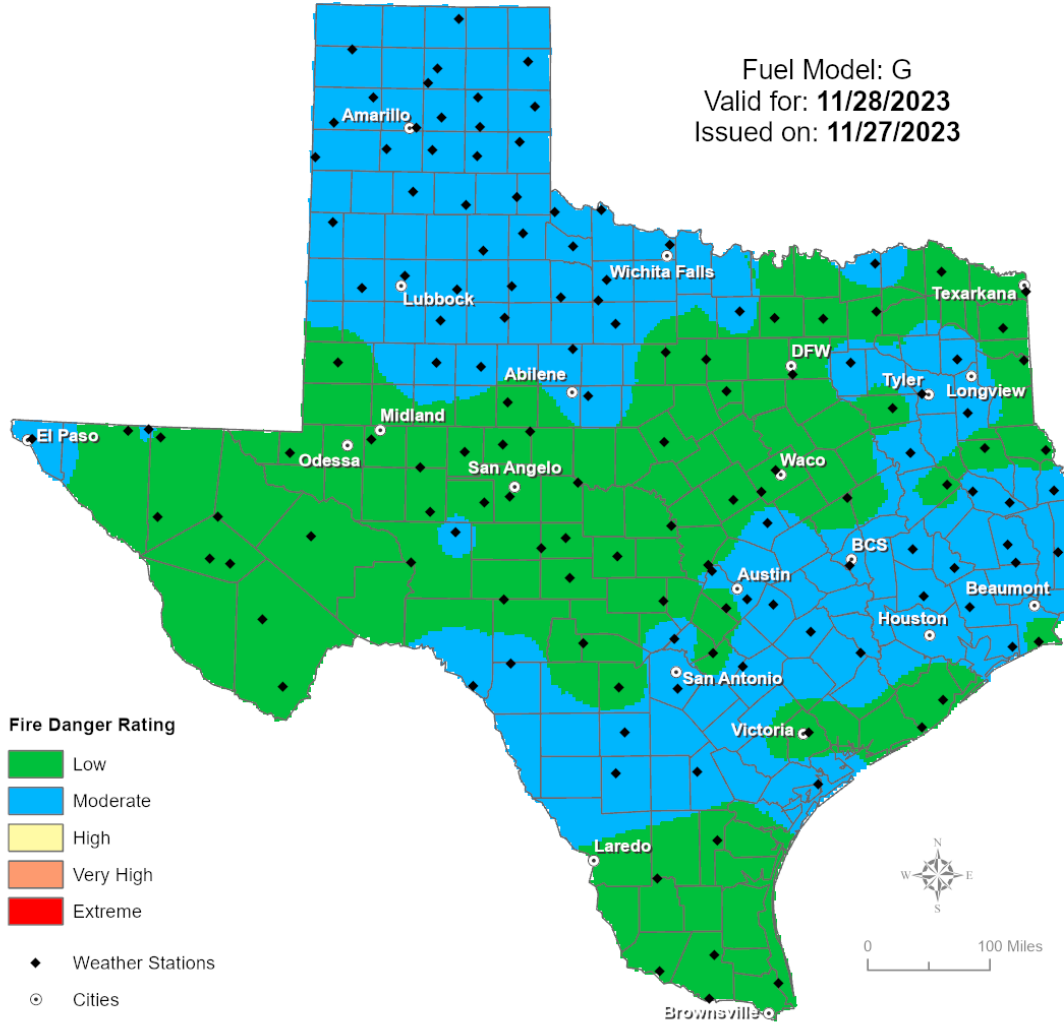 Fuel Model: G
Valid for: 11/28/2023
Issued on: 11/27/2023
Amarillo
Wichita Falls
Lubbock
Texarkana
DFW
Abilene
Tyler
Longview
Midland
El Paso
Odessa
San Angelo
Waco
BCS
Austin
Beaumont
Houston
San Antonio
Victoria
Laredo
Brownsville
Fire Danger Rating
Low
Moderate
High
Very High
Extreme
Weather Stations
Cities
N
W E
S
0 100 Miles